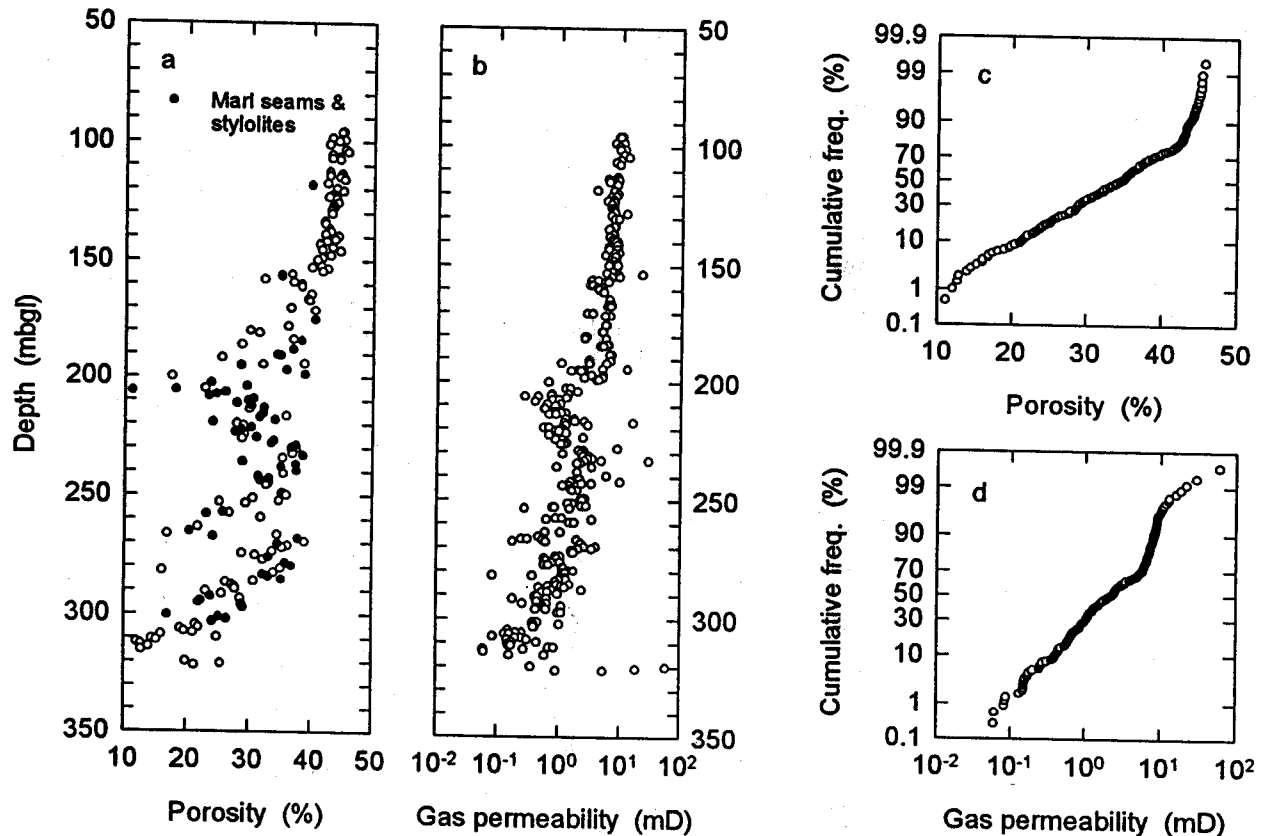 50
100
150
200
250
300
350
Depth (mbgl)
a
Marl seams &
stylolites
10 20 30 40 50
Porosity (%)
b
50
100
150
200
250
300
350
10-2 10-1 100 101 102
Gas permeability (mD)
99.9
99
90
70
50
30
10
1
0.1
Cumulative freq. (%)
c
10 20 30 40 50
Porosity (%)
99.9
99
90
70
50
30
10
1
0.1
Cumulative freq. (%)
d
10-2 10-1 100 101 102
Gas permeability (mD)